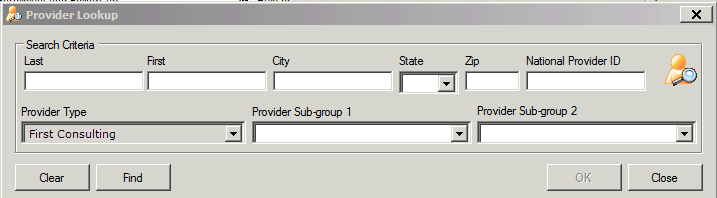 Provider Lookup
Search Criteria
Last First City State Zip National Provider ID
Provider Type Provider Sub-group 1 Provider Sub-group 2
First Consulting
Clear Find OK Close